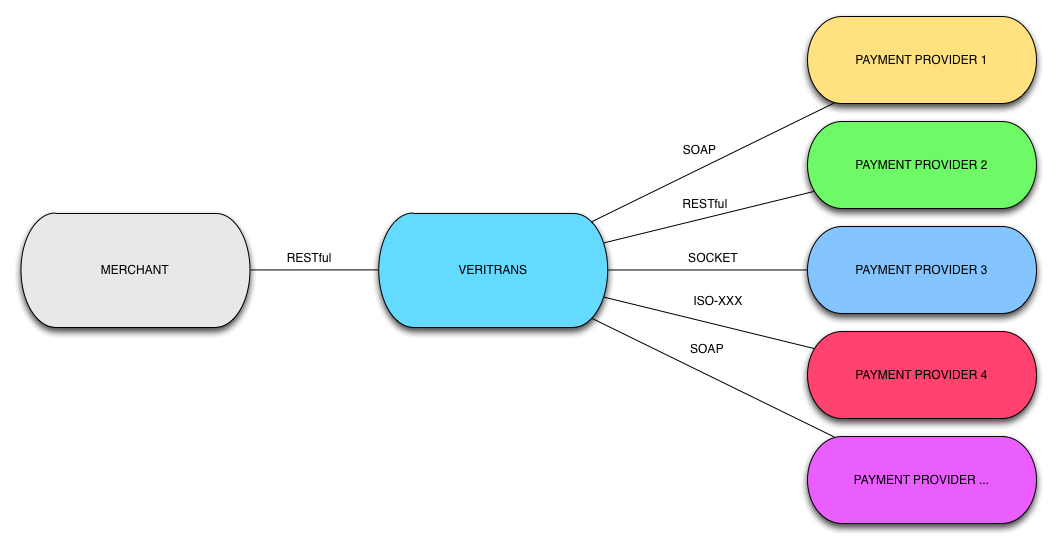 PAYMENT PROVIDER 1
SOAP
PAYMENT PROVIDER 2
RESTful
MERCHANT
RESTful
VERITRANS
SOCKET
PAYMENT PROVIDER 3
ISO-XXX
SOAP
PAYMENT PROVIDER 4
PAYMENT PROVIDER ...